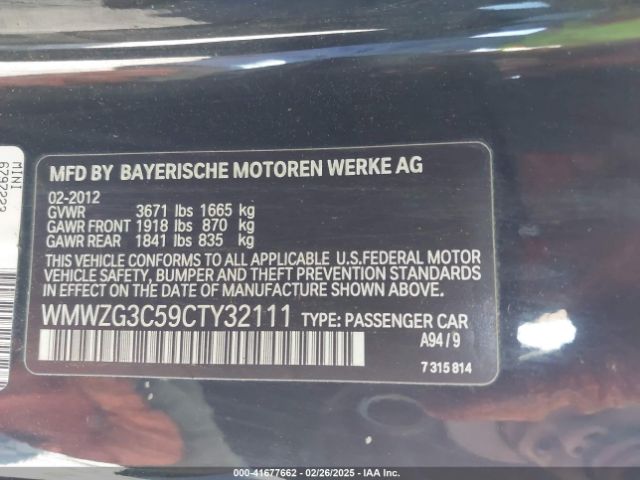 MFD BY BAYERISCHE MOTOREN WERKE AG
02-2012
GVWR 3671 lbs 1665 kg
GAWR FRONT 1918 lbs 870 kg
GAWR REAR 1841 lbs 835 kg
THIS VEHICLE CONFORMS TO ALL APPLICABLE U.S.FEDERAL MOTOR
VEHICLE SAFETY, BUMPER AND THEFT PREVENTION STANDARDS
IN EFFECT ON THE DATE OF MANUFACTURE SHOWN ABOVE.
WMWZG3C59CTY32111 TYPE: PASSENGER CAR
A94 / 9
7 315 814
MINI
6797223
000-41677662 - 02/26/2025 - IAA Inc.